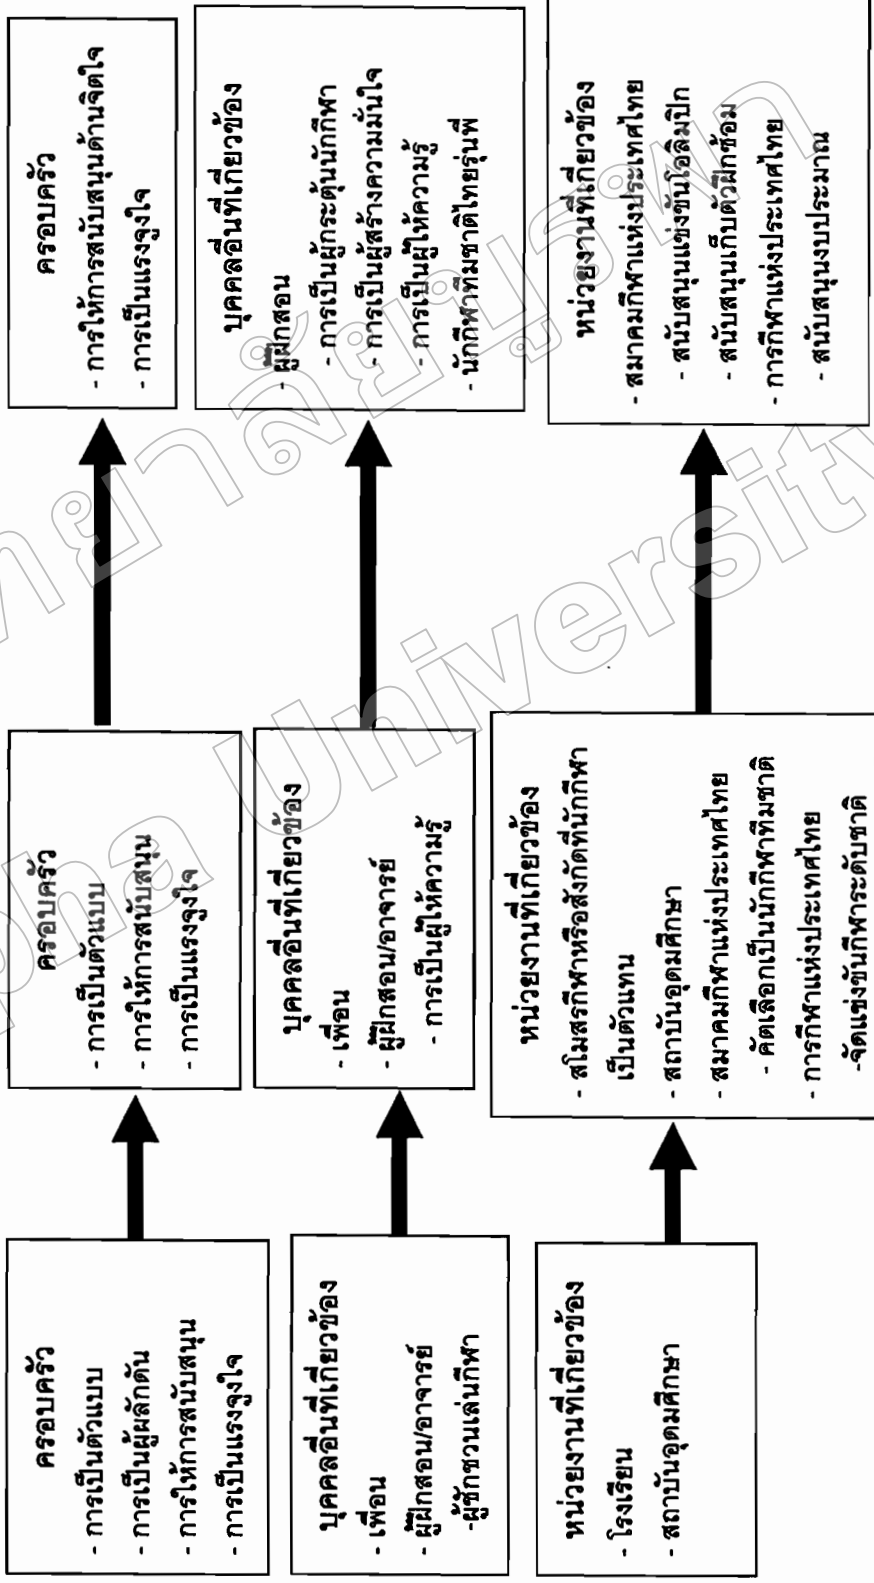 ครอบครัว
- การเป็นตัวแบบ
- การเป็นผู้ผลักดัน
- การให้การสนับสนุน
- การเป็นแรงจูงใจ
ครอบครัว
- การเป็นตัวแบบ
- การให้การสนับสนุน
- การเป็นแรงจูงใจ
ครอบครัว
- การให้การสนับสนุนด้านจิตใจ
- การเป็นแรงจูงใจ
บุคคลอื่นที่เกี่ยวข้อง
- เพื่อน
- ผู้ฝึกสอน/อาจารย์
-ผู้ชักชวนเล่นกีฬา
บุคคลอื่นที่เกี่ยวข้อง
- เพื่อน
- ผู้ฝึกสอน/อาจารย์
- การเป็นผู้ให้ความรู้
บุคคลอื่นที่เกี่ยวข้อง
- ผู้ฝึกสอน
- การเป็นผู้กระตุ้นนักกีฬา
- การเป็นผู้สร้างความมั่นใจ
- การเป็นผู้ให้ความรู้
- นักกีฬาทีมชาติไทยรุ่นพี่
หน่วยงานที่เกี่ยวข้อง
- โรงเรียน
- สถาบันอุดมศึกษา
หน่วยงานที่เกี่ยวข้อง
- สโมสรกีฬาหรือสังกัดที่นักกีฬา
เป็นตัวแทน
- สถาบันอุดมศึกษา
- สมาคมกีฬาแห่งประเทศไทย
- คัดเลือกเป็นนักกีฬาทีมชาติ
- การกีฬาแห่งประเทศไทย
-จัดแข่งขันกีฬาระดับชาติ
หน่วยงานที่เกี่ยวข้อง
- สมาคมกีฬาแห่งประเทศไทย
- สนับสนุนแข่งขันโอลิมปิก
- สนับสนุนเก็บตัวฝึกซ้อม
- การกีฬาแห่งประเทศไทย
- สนับสนุนงบประมาณ
ทยาลัยบูรพา
pha University